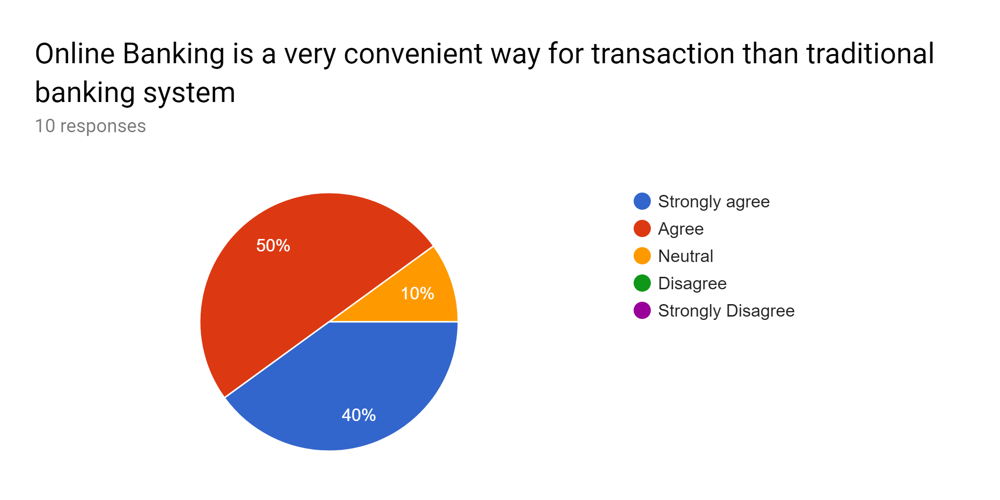 Online Banking is a very convenient way for transaction than traditional
banking system
10 responses
50%
10%
40%
Strongly agree
Agree
Neutral
Disagree
Strongly Disagree